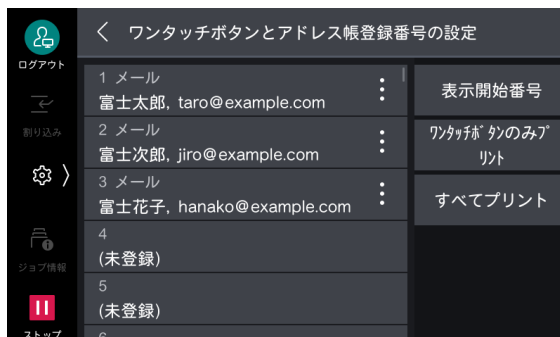 ログアウト
割り込み
ジョブ情報
ストップ
ワンタッチボタンとアドレス帳登録番号の設定
1 メール
富士太郎, taro@example.com
2 メール
富士次郎, jiro@example.com
3 メール
富士花子, hanako@example.com
4
(未登録)
5
(未登録)
6
表示開始番号
ﾜﾝﾀｯﾁﾎﾞﾀﾝのみﾌﾟ
ﾘﾝﾄ
すべてプリント